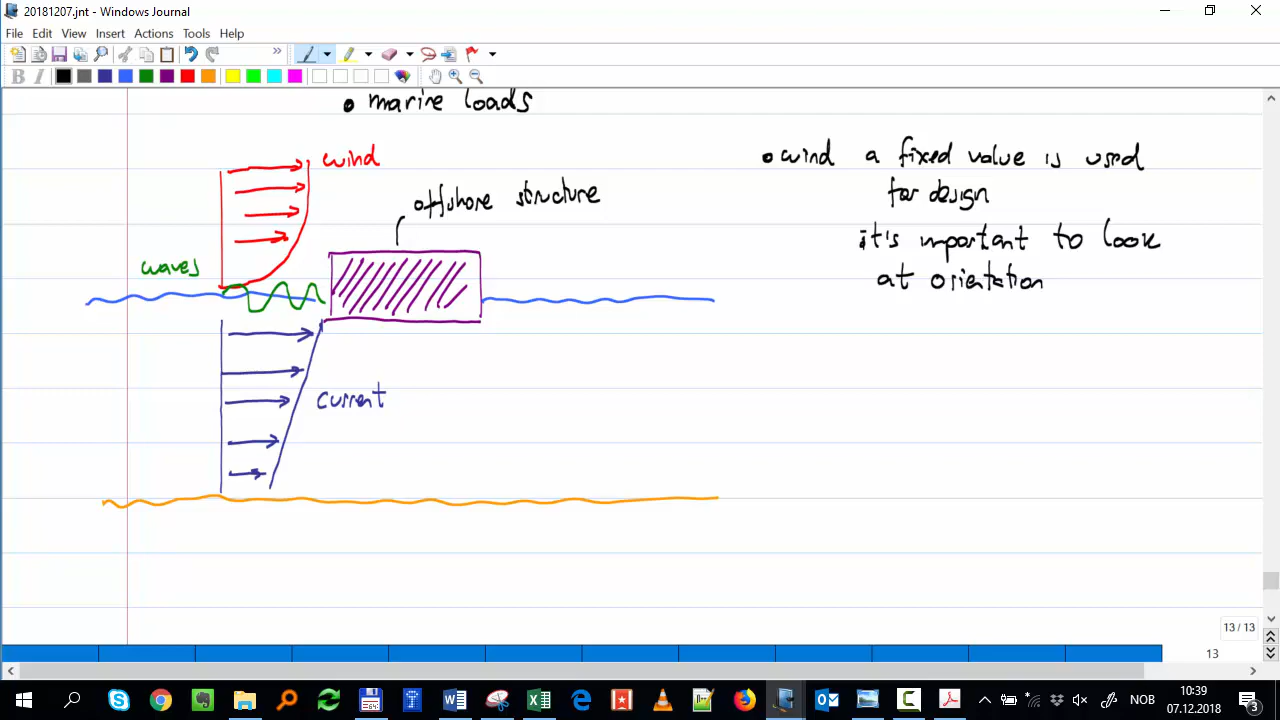 20181207.jnt - Windows Journal
File Edit View Insert Actions Tools Help
B I
• marine loads
wind
• wind a fixed value is used
for design
offshore structure
it's important to look
waves
at orientation
current
13 / 13
13
NOB
10:39
07.12.2018
3